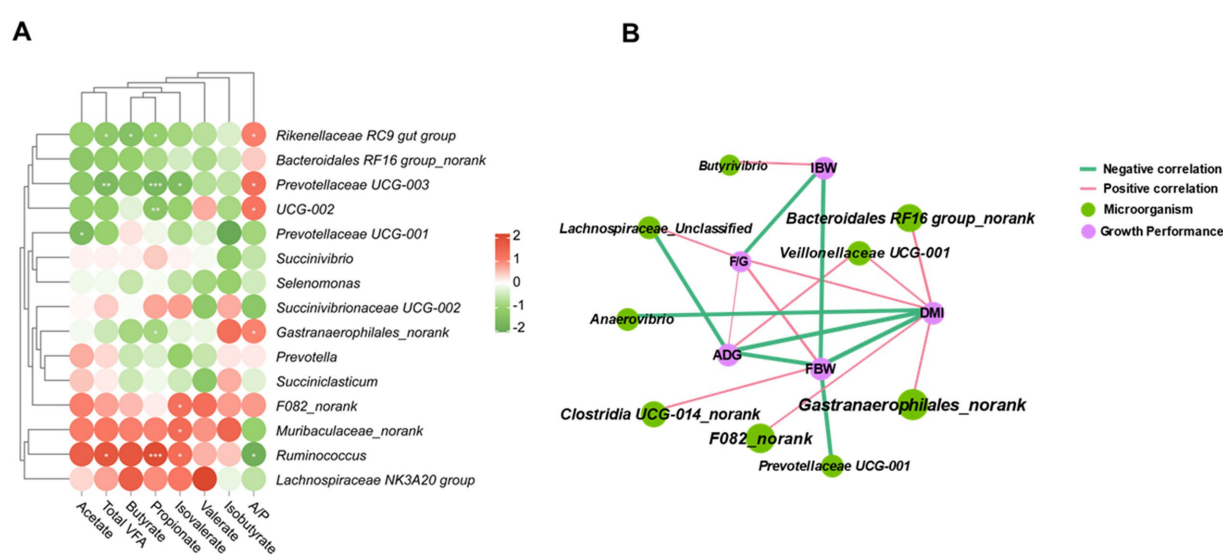 A
Rikenellaceae RC9 gut group
Bacteroidales RF16 group_norank
Prevotellaceae UCG-003
UCG-002
Prevotellaceae UCG-001
Succinivibrio
Selenomonas
Succinivibrionaceae UCG-002
Gastranaerophilales_norank
Prevotella
Succiniclasticum
F082_norank
Muribaculaceae_norank
Ruminococcus
Lachnospiraceae NK3A20 group
Acetate
Total VFA
Butyrate
Propionate
Isovalerate
Valerate
Isobutyrate
A/P
2
1
0
-1
-2
B
Butyrivibrio
IBW
Bacteroidales RF16 group_norank
Lachnospiraceae_Unclassified
Veillonellaceae UCG-001
F/G
DMI
Anaerovibrio
ADG
FBW
Clostridia UCG-014_norank
Gastranaerophilales_norank
F082_norank
Prevotellaceae UCG-001
Negative correlation
Positive correlation
Microorganism
Growth Performance